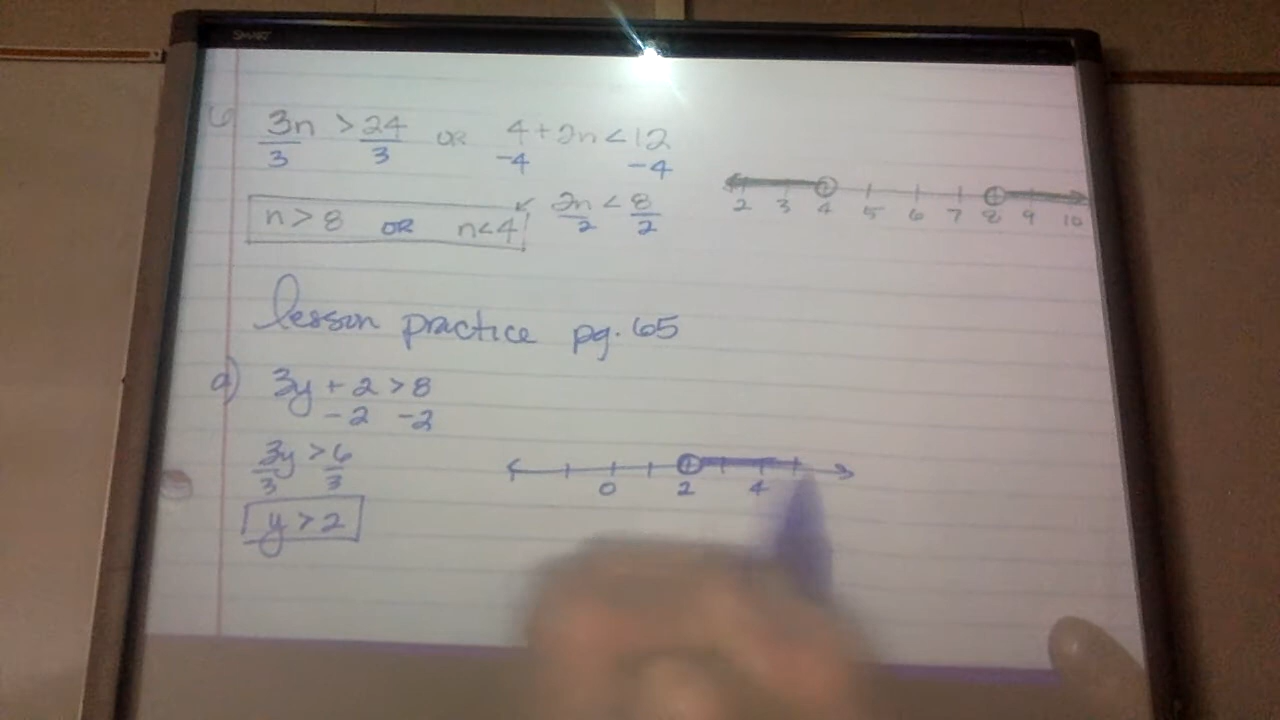 SMART
6) 3n > 24 OR 4 + 2n < 12
3 3 -4 -4
2n < 8
2 2
n > 8 OR n < 4
2 3 4 5 6 7 8 9 10
lesson practice pg. 65
a) 3y + 2 > 8
- 2 - 2
3y > 6
3 3
0 2 4
y > 2